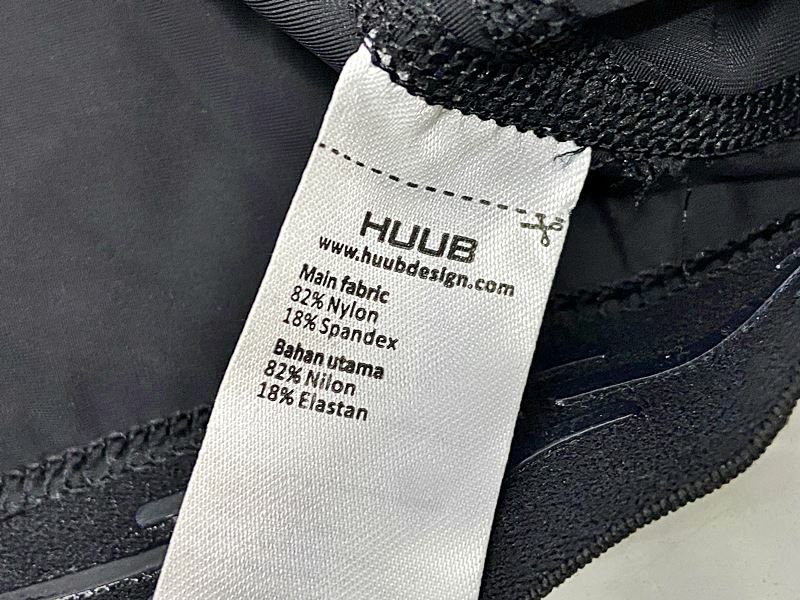 HUUB
www.huubdesign.com
Main fabric
82% Nylon
18% Spandex
Bahan utama
82% Nilon
18% Elastan